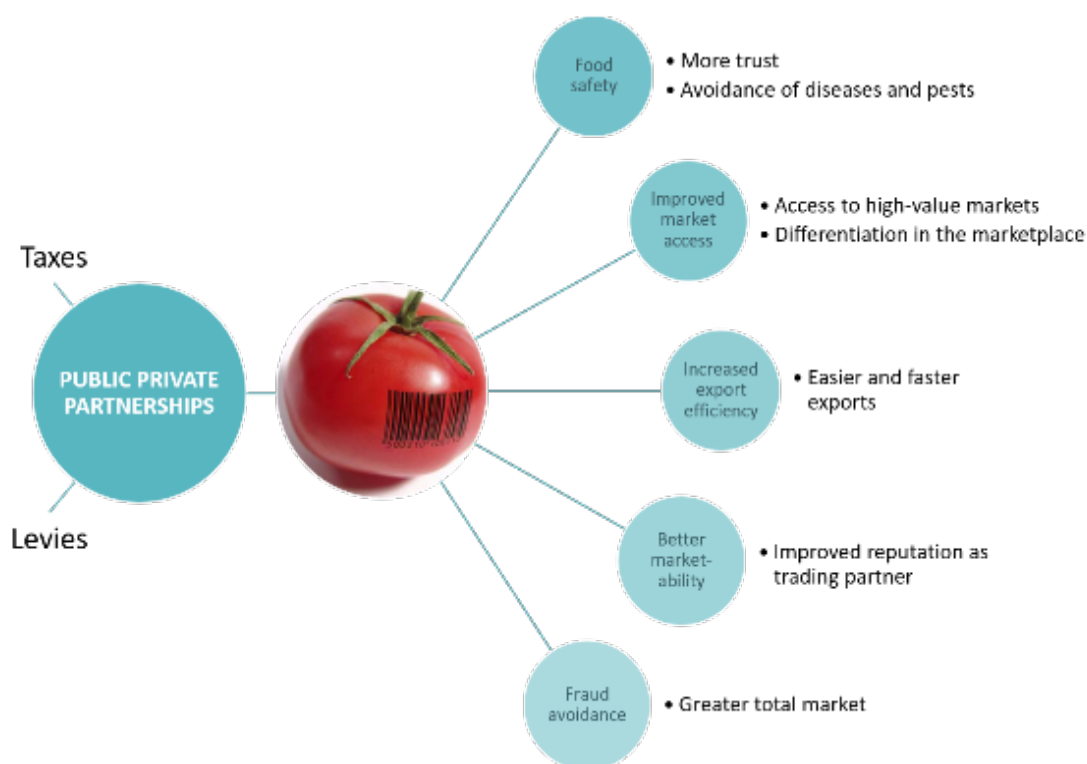 Food
safety
• More trust
• Avoidance of diseases and pests
Improved
market
access
• Access to high-value markets
• Differentiation in the marketplace
Taxes
PUBLIC PRIVATE
PARTNERSHIPS
Levies
Increased
export
efficiency
• Easier and faster
exports
Better
market-
ability
• Improved reputation as
trading partner
Fraud
avoidance
• Greater total market